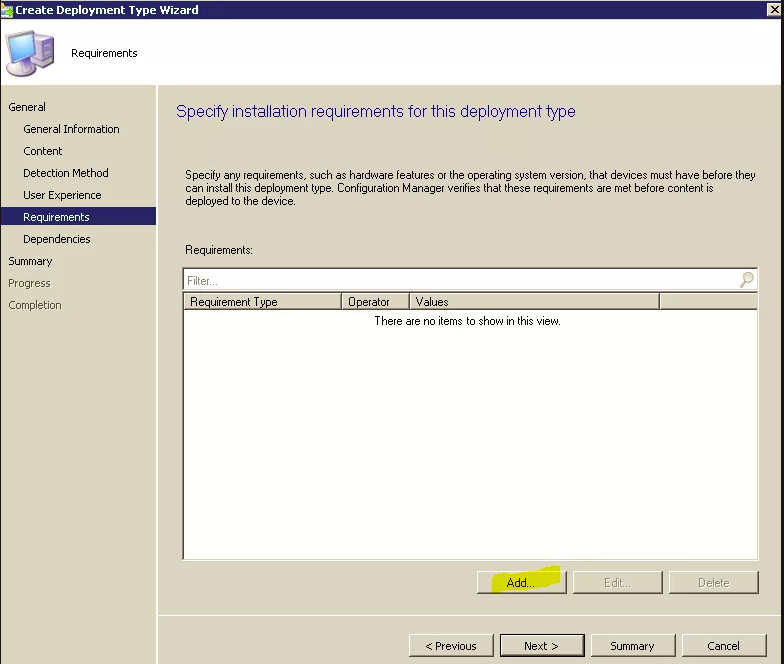 Create Deployment Type Wizard
Requirements
General
General Information
Content
Detection Method
User Experience
Requirements
Dependencies
Summary
Progress
Completion
Specify installation requirements for this deployment type
Specify any requirements, such as hardware features or the operating system version, that devices must have before they
can install this deployment type. Configuration Manager verifies that these requirements are met before content is
deployed to the device.
Requirements:
Filter...
Requirement Type Operator Values
There are no items to show in this view.
Add... Edit... Delete
< Previous Next > Summary Cancel